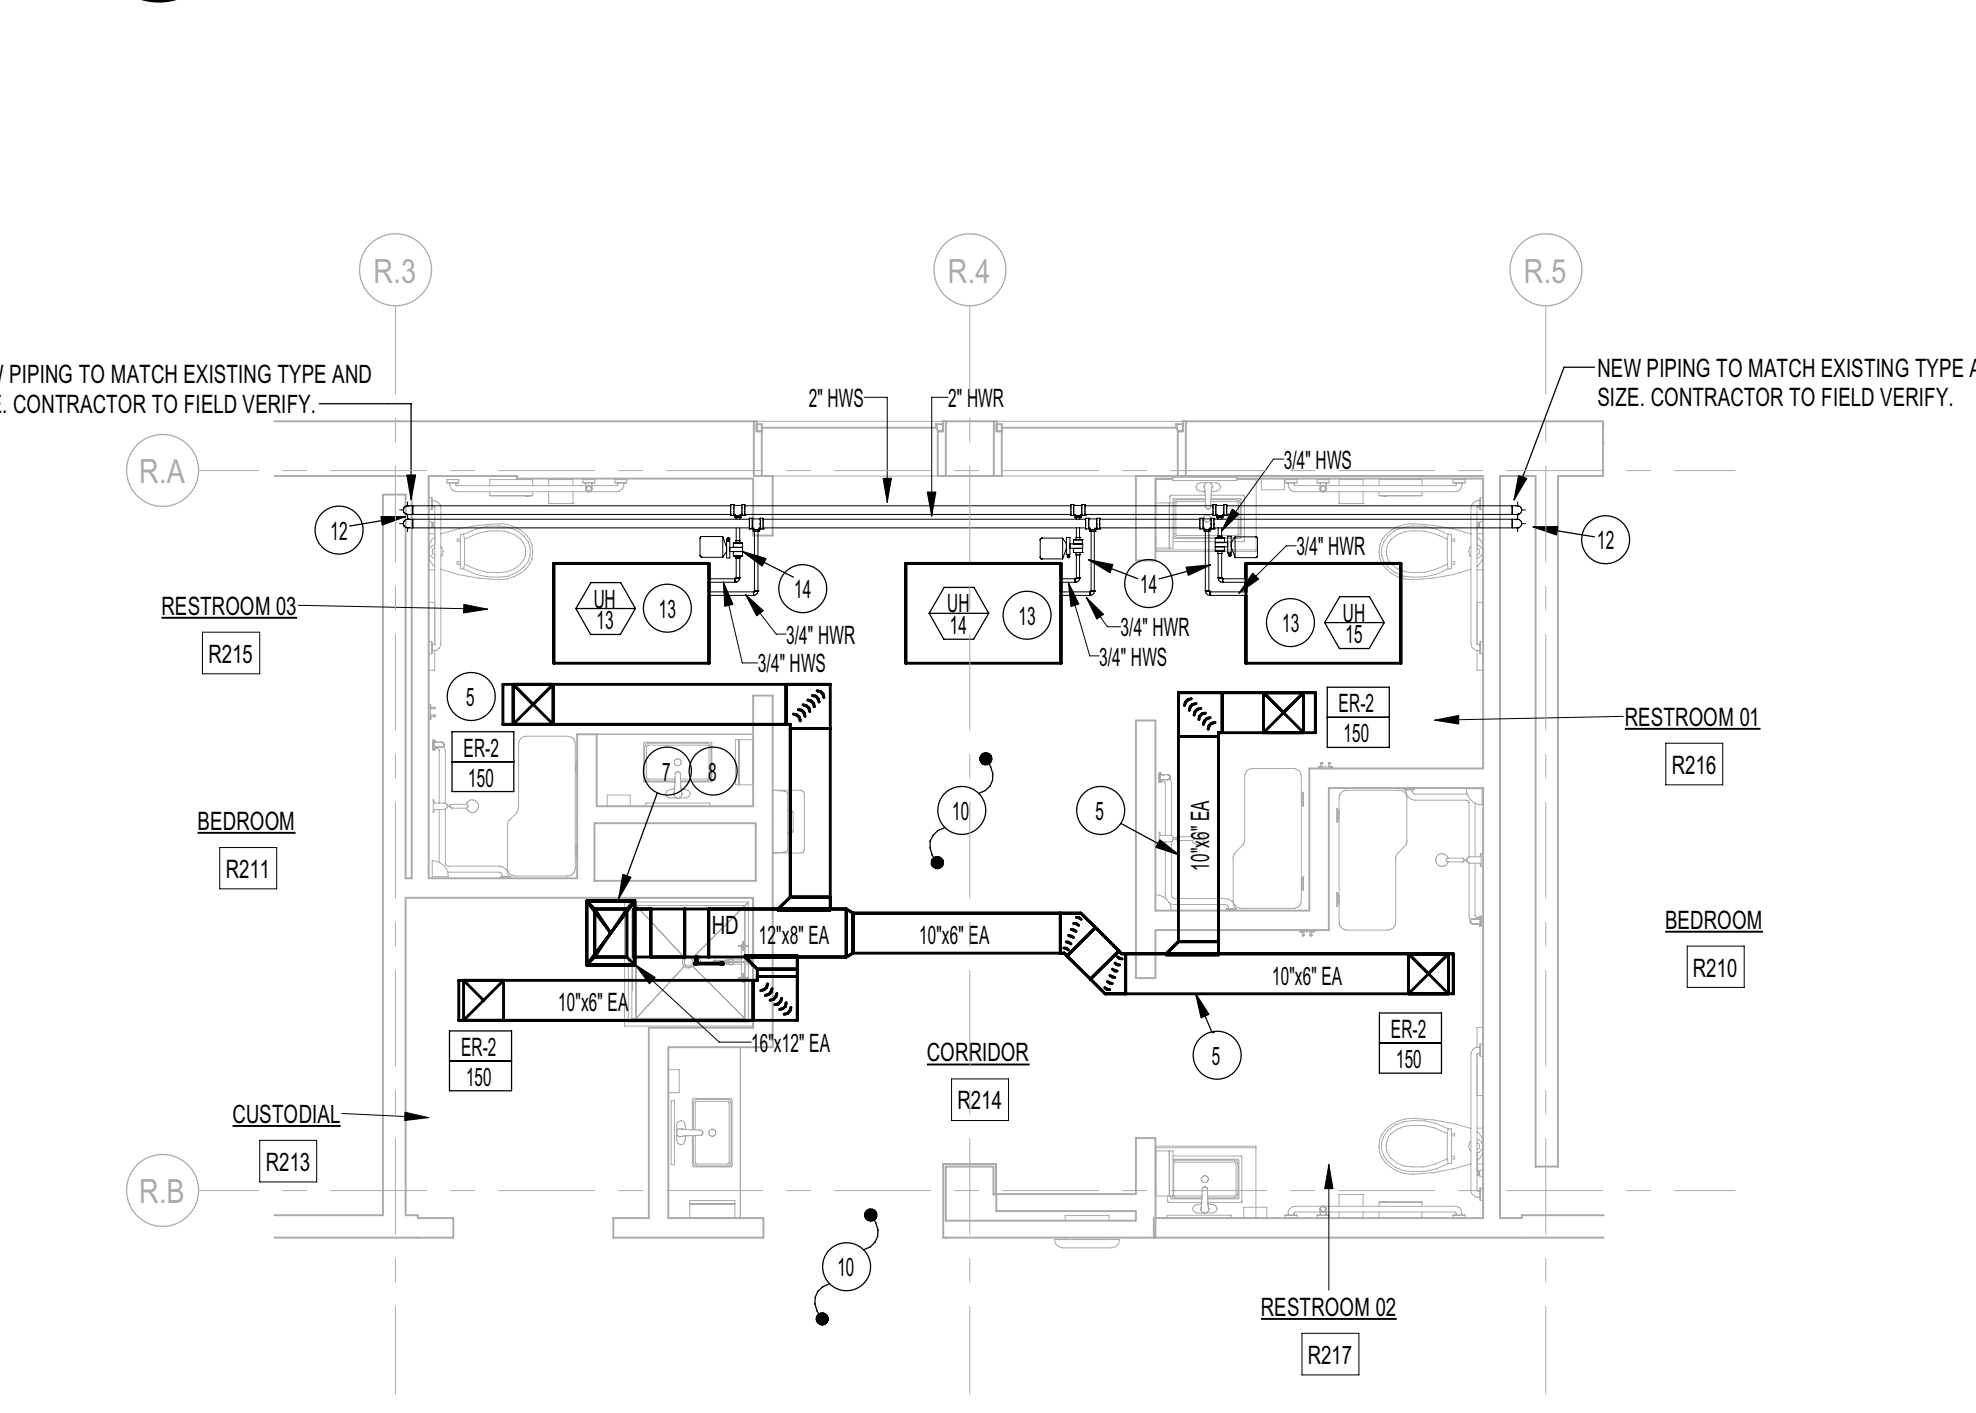 R.3
R.4
R.5
PIPING TO MATCH EXISTING TYPE AND
CONTRACTOR TO FIELD VERIFY.
2" HWS
2" HWR
NEW PIPING TO MATCH EXISTING TYPE
SIZE. CONTRACTOR TO FIELD VERIFY.
R.A
3/4" HWS
12
3/4" HWR
12
14
14
RESTROOM 03
R215
UH
13
13
UH
14
13
13
UH
15
3/4" HWR
3/4" HWS
3/4" HWR
3/4" HWS
5
ER-2
150
ER-2
150
RESTROOM 01
R216
7
8
10
5
10"x6" EA
BEDROOM
R211
HD
12"x8" EA
10"x6" EA
10"x6" EA
BEDROOM
R210
10"x6" EA
16"x12" EA
ER-2
150
CORRIDOR
R214
5
ER-2
150
CUSTODIAL
R213
R.B
10
RESTROOM 02
R217